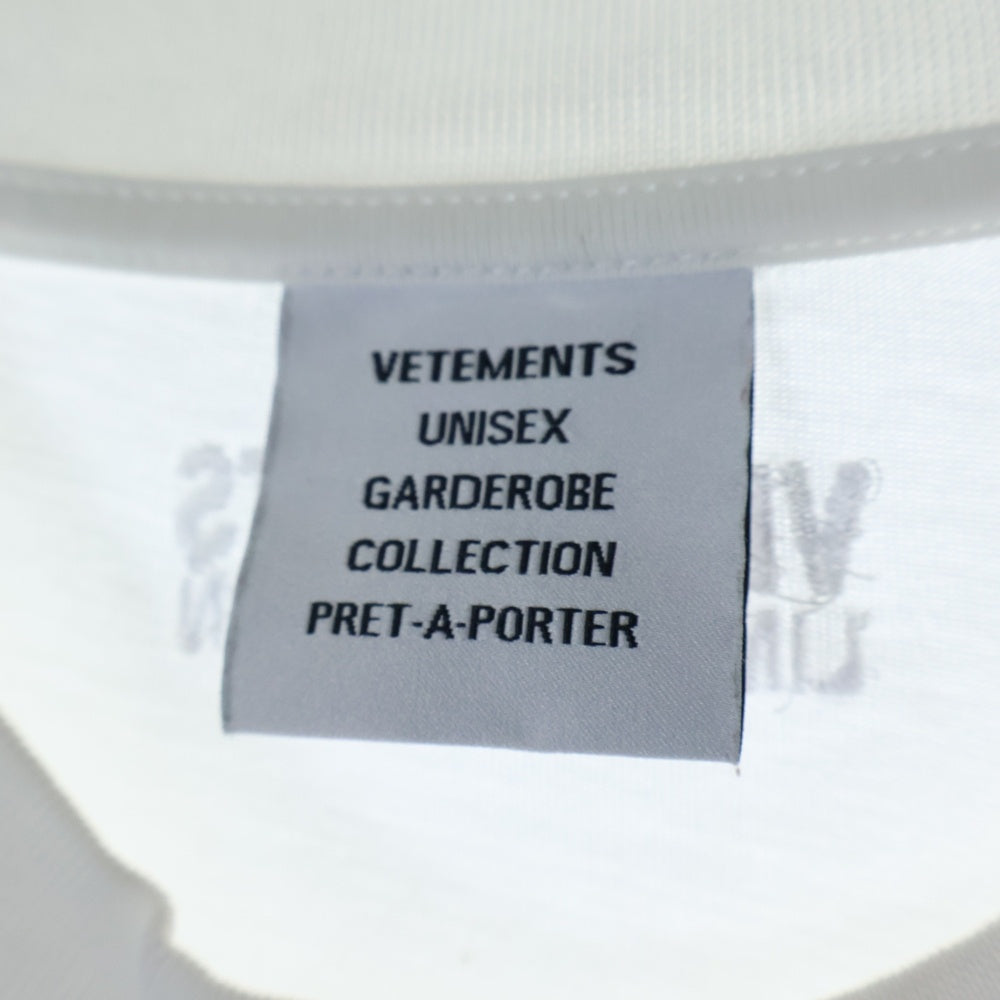 VETEMENTS
UNISEX
GARDEROBE
COLLECTION
PRET-A-PORTER